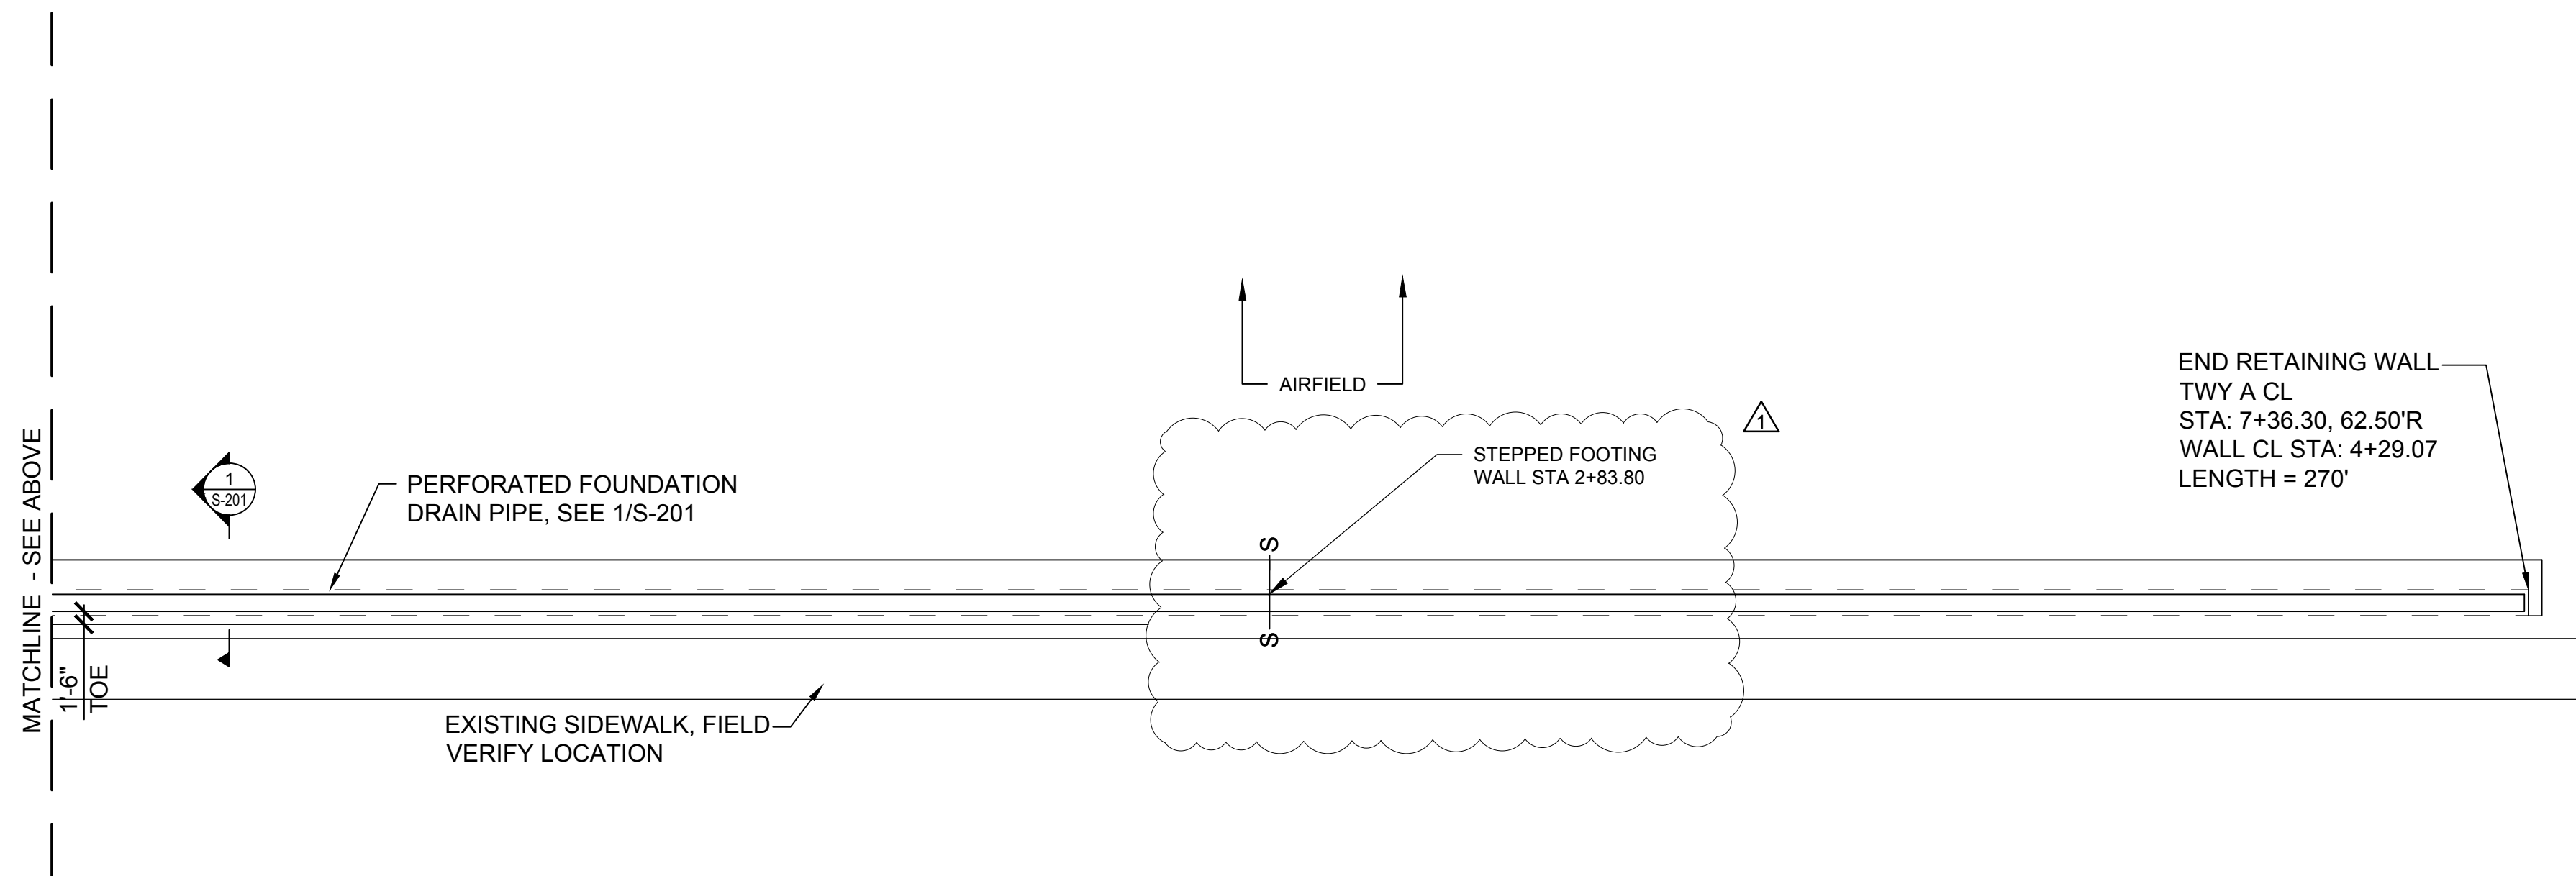 AIRFIELD
END RETAINING WALL
TWY A CL
STA: 7+36.30, 62.50'R
WALL CL STA: 4+29.07
LENGTH = 270'
1
STEPPED FOOTING
WALL STA 2+83.80
1
S-201
PERFORATED FOUNDATION
DRAIN PIPE, SEE 1/S-201
MATCHLINE - SEE ABOVE
S
S
1'-6"
TOE
EXISTING SIDEWALK, FIELD
VERIFY LOCATION